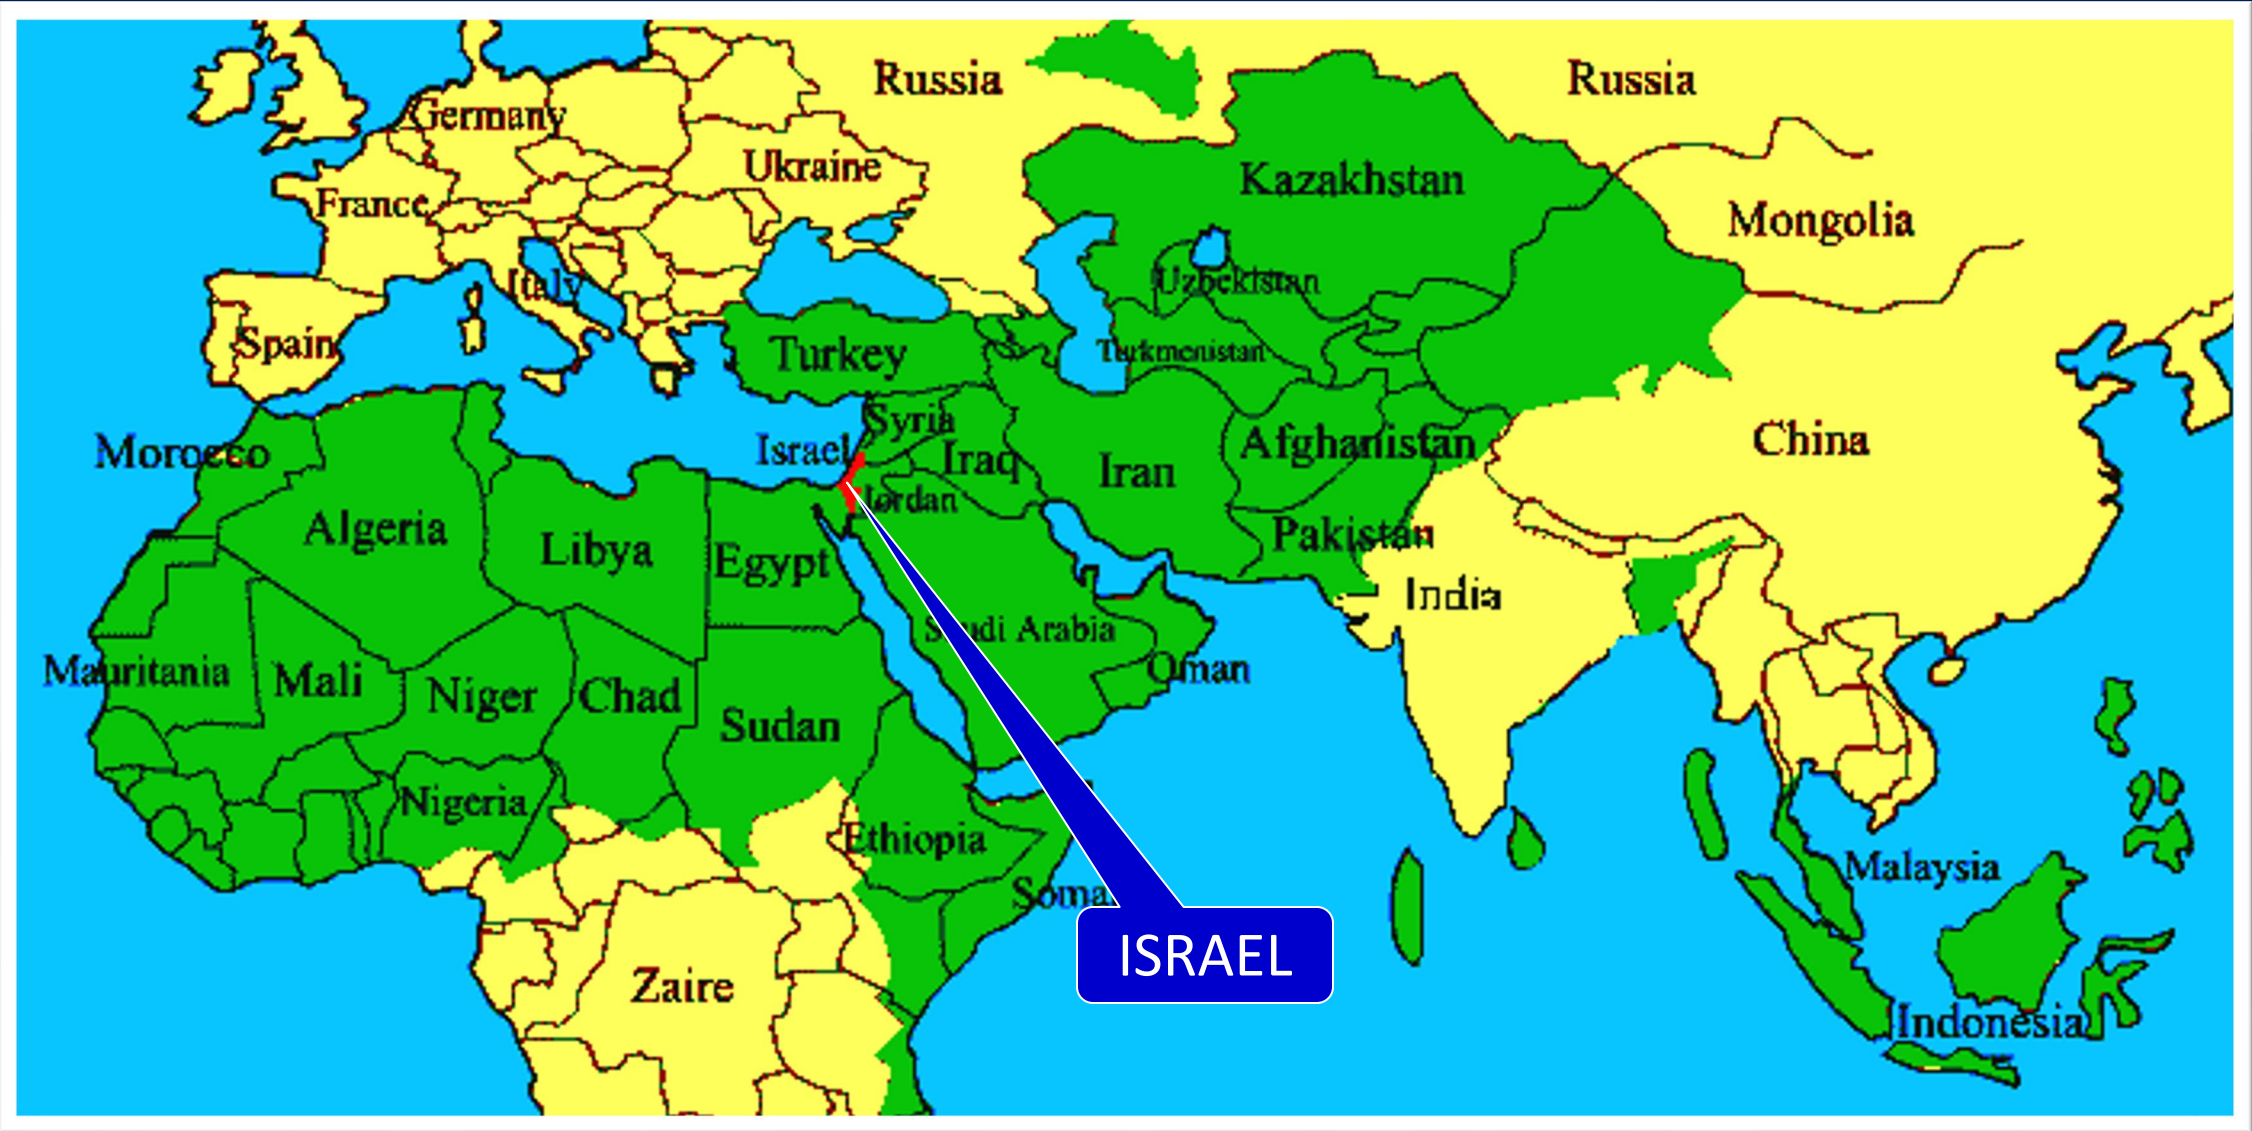 Russia
Russia
Germany
Ukraine
Kazakhstan
France
Mongolia
Italy
Uzbekistan
Spain
Turkey
Turkmenistan
Syria
China
Morocco
Israel
Iraq
Iran
Afghanistan
Jordan
Algeria
Libya
Egypt
Pakistan
India
Saudi Arabia
Mauritania
Mali
Niger
Chad
Oman
Sudan
Nigeria
Ethiopia
Malaysia
Soma
ISRAEL
Zaire
Indonesia